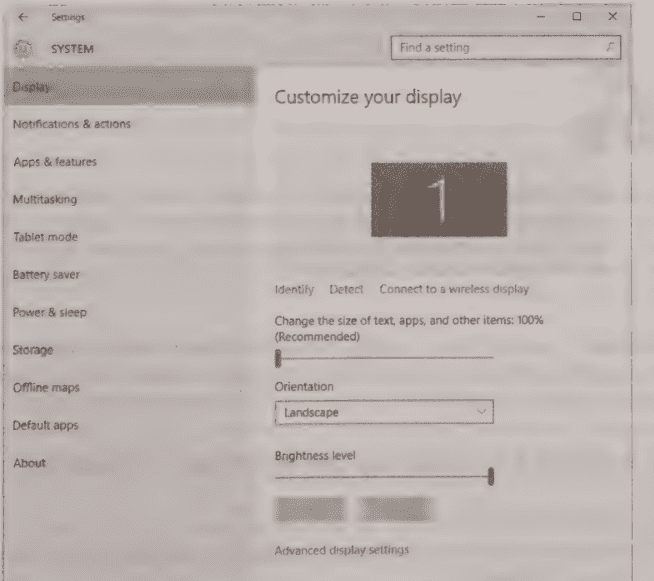 Settings
SYSTEM
Find a setting
Display
Notifications & actions
Apps & features
Multitasking
Tablet mode
Battery saver
Power & sleep
Storage
Offline maps
Default apps
About
Customize your display
1
Identify Detect Connect to a wireless display
Change the size of text, apps, and other items: 100%
(Recommended)
Orientation
Landscape
Brightness level
Advanced display settings